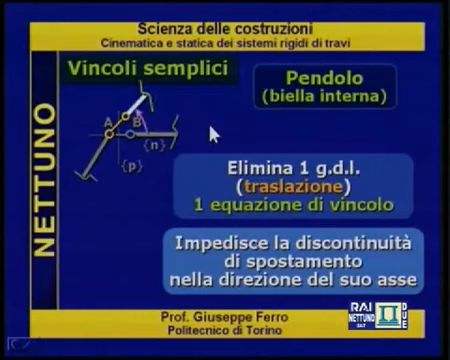 Scienza delle costruzioni
Cinematica e statica dei sistemi rigidi di travi
Vincoli semplici
Pendolo
(biella interna)
A
B
{n}
{p}
NETTUNO
Elimina 1 g.d.l.
(traslazione)
1 equazione di vincolo
Impedisce la discontinuità
di spostamento
nella direzione del suo asse
Prof. Giuseppe Ferro
Politecnico di Torino
RAI
NETTUNO
SAT
DUE